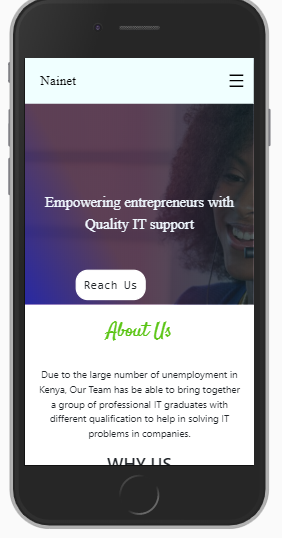 Nainet
Empowering entrepreneurs with
Quality IT support
Reach Us
About Us
Due to the large number of unemployment in
Kenya, Our Team has be able to bring together
a group of professional IT graduates with
different qualification to help in solving IT
problems in companies.
WHY US